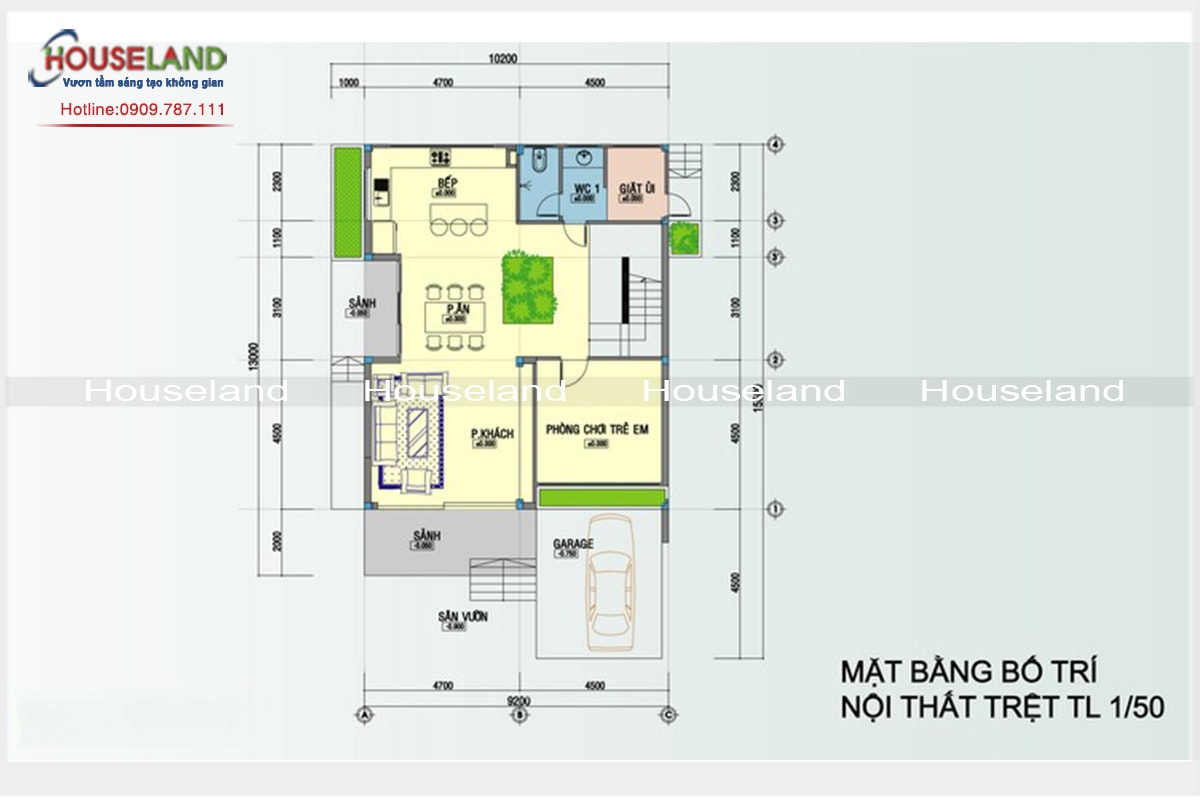 HOUSELAND
Vươn tầm sáng tạo không gian
Hotline:0909.787.111
10200
1000 4700 4500
4
2300 BẾP ±0.000 WC 1 ±0.000 GIẶT ỦI ±0.050 2300
3
1100 1100
3'
SẢNH -0.050 P.ĂN ±0.000
3100 3100
13000
2
Houseland Houseland Houseland Houseland
4500 P.KHÁCH ±0.000 PHÒNG CHƠI TRẺ EM ±0.000 4500
1
2000 SẢNH -0.050 GARAGE -0.750
4500
SÂN VƯỜN -0.900
4700 4500
9200
A B C
MẶT BẰNG BỐ TRÍ
NỘI THẤT TRỆT TL 1/50